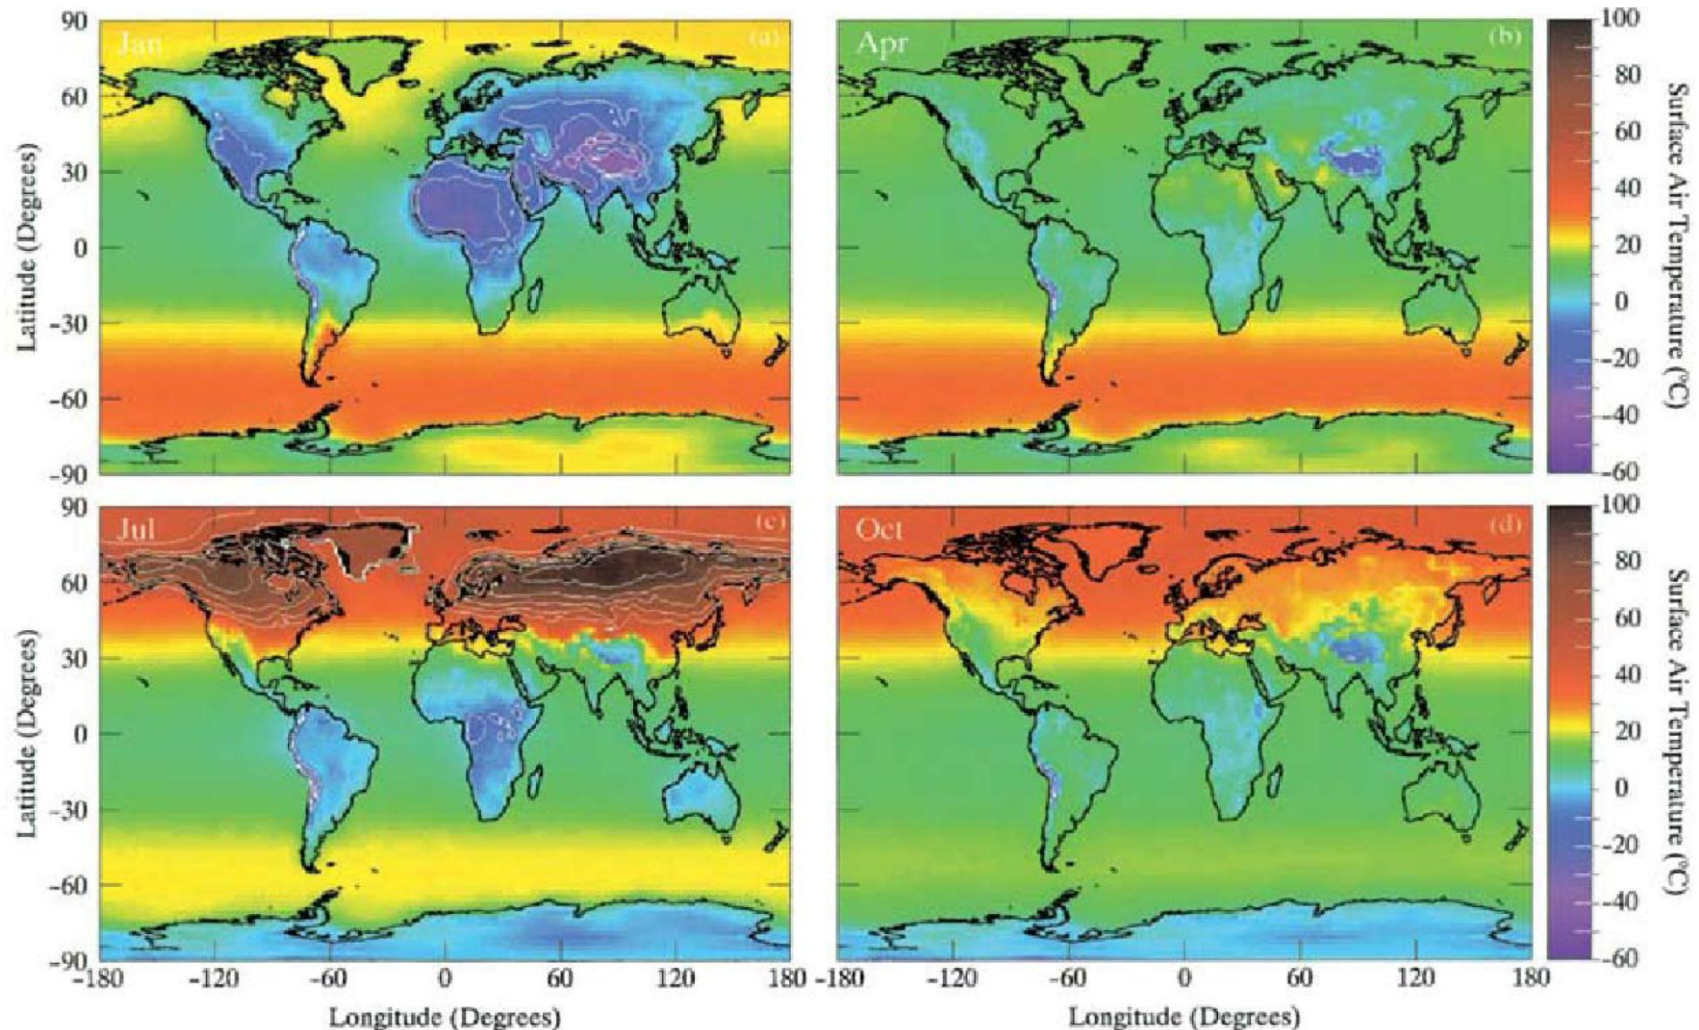 Jan (a)
Apr (b)
90
60
30
0
-30
-60
-90
Latitude (Degrees)
100
80
60
40
20
0
-20
-40
-60
Surface Air Temperature (°C)
Jul (c)
Oct (d)
90
60
30
0
-30
-60
-90
Latitude (Degrees)
100
80
60
40
20
0
-20
-40
-60
Surface Air Temperature (°C)
-180 -120 -60 0 60 120 180
-120 -60 0 60 120 180
Longitude (Degrees)
Longitude (Degrees)